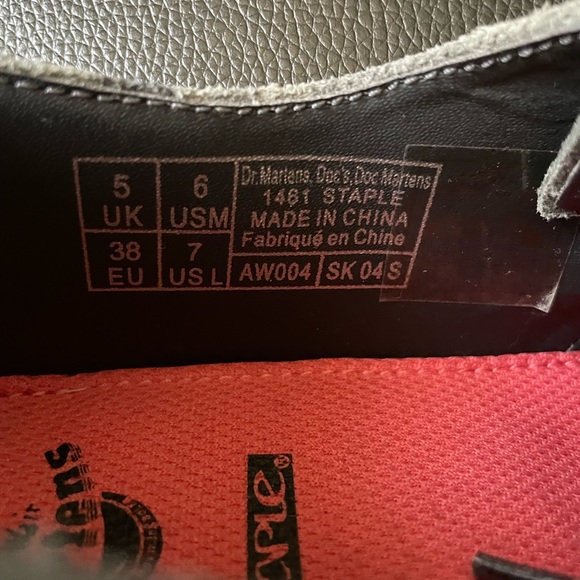 5 UK
6 USM
38 EU
7 US L
Dr.Martens, Doc's, Doc Martens
1461 STAPLE
MADE IN CHINA
Fabriqué en Chine
AW004
SK 04 S